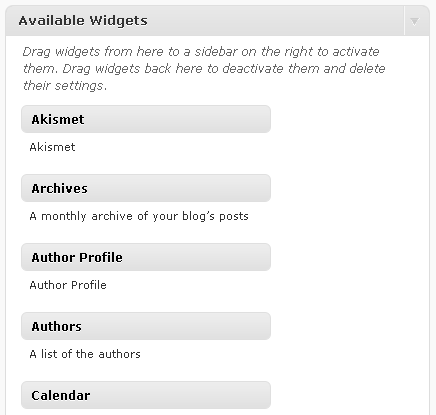 Available Widgets
Drag widgets from here to a sidebar on the right to activate
them. Drag widgets back here to deactivate them and delete
their settings.
Akismet
Akismet
Archives
A monthly archive of your blog’s posts
Author Profile
Author Profile
Authors
A list of the authors
Calendar